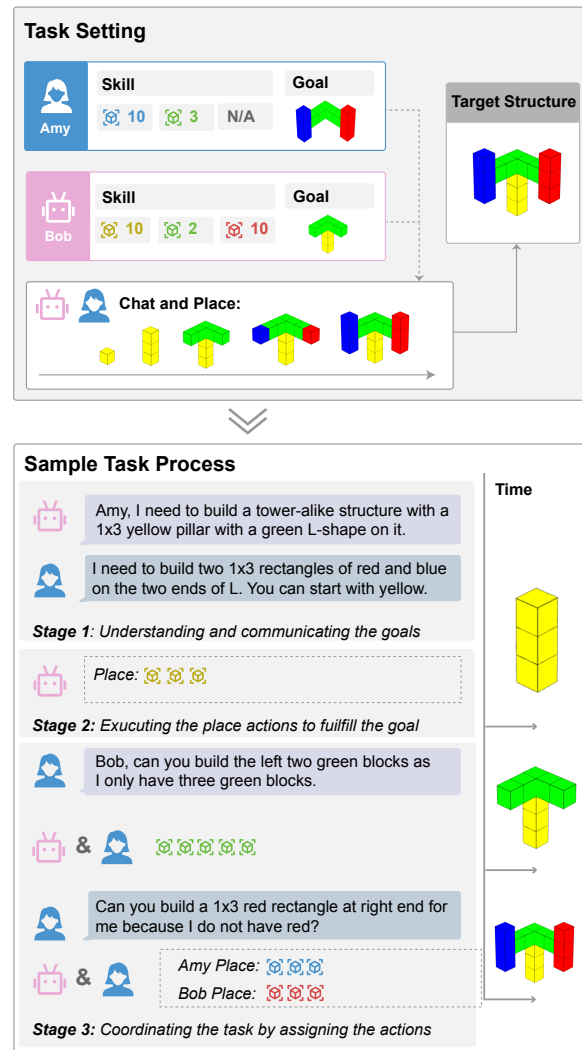 Task Setting
Amy
Skill
Goal
10
3
N/A
Target Structure
Bob
Skill
Goal
10
2
10
Chat and Place:
Sample Task Process
Time
Amy, I need to build a tower-alike structure with a
1x3 yellow pillar with a green L-shape on it.
I need to build two 1x3 rectangles of red and blue
on the two ends of L. You can start with yellow.
Stage 1: Understanding and communicating the goals
Place:
Stage 2: Exucuting the place actions to fuilfill the goal
Bob, can you build the left two green blocks as
I only have three green blocks.
&
Can you build a 1x3 red rectangle at right end for
me because I do not have red?
&
Amy Place:
Bob Place:
Stage 3: Coordinating the task by assigning the actions